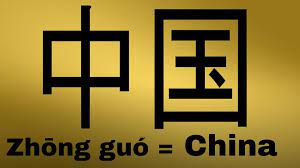 中国
Zhōng guó = China